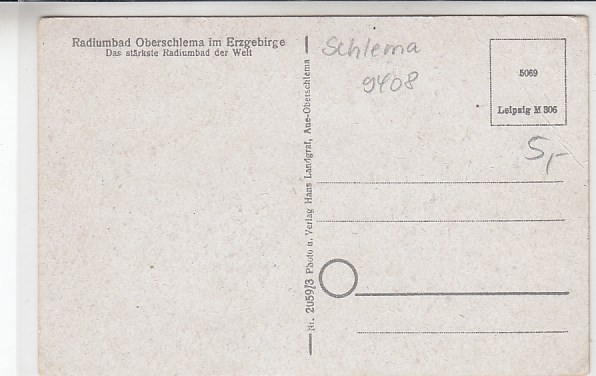 Radiumbad Oberschlema im Erzgebirge
Das stärkste Radiumbad der Welt
Nr. 2059/3 Photo u. Verlag Hans Landgraf, Aue-Oberschlema
Schlema
9408
5069
Leipzig M 306
5,-